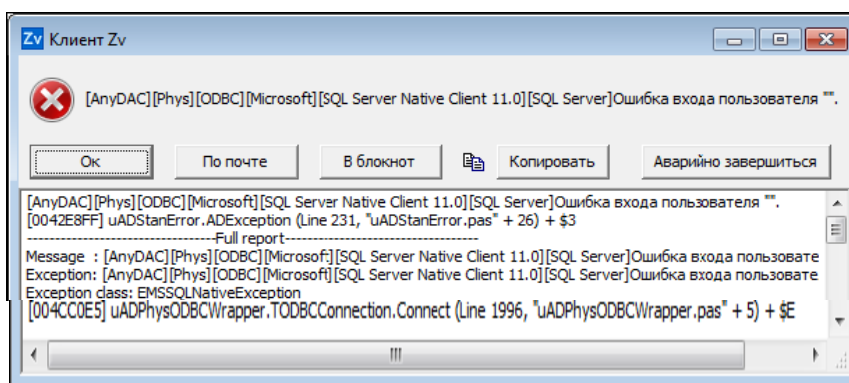 Zv Клиент Zv
[AnyDAC][Phys][ODBC][Microsoft][SQL Server Native Client 11.0][SQL Server]Ошибка входа пользователя "".
Ок По почте В блокнот Копировать Аварийно завершиться
[AnyDAC][Phys][ODBC][Microsoft][SQL Server Native Client 11.0][SQL Server]Ошибка входа пользователя "".
[0042E8FF] uADStanError.ADException (Line 231, "uADStanError.pas" + 26) + $3
-----------------------------------Full report------------------------------------
Message : [AnyDAC][Phys][ODBC][Microsoft][SQL Server Native Client 11.0][SQL Server]Ошибка входа пользовате
Exception: [AnyDAC][Phys][ODBC][Microsoft][SQL Server Native Client 11.0][SQL Server]Ошибка входа пользовате
Exception class: EMSSQLNativeException
[004CC0E5] uADPhysODBCWrapper.TODBCConnection.Connect (Line 1996, "uADPhysODBCWrapper.pas" + 5) + $E